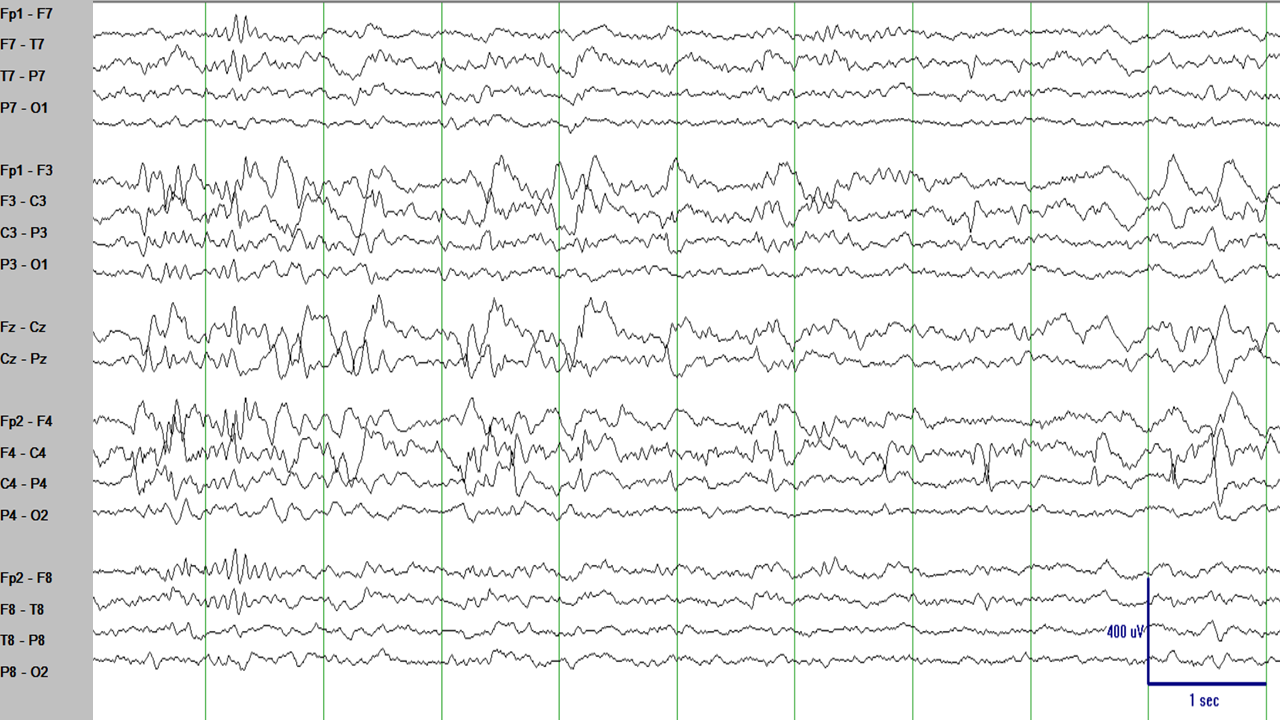 Fp1 - F7
F7 - T7
T7 - P7
P7 - O1
Fp1 - F3
F3 - C3
C3 - P3
P3 - O1
Fz - Cz
Cz - Pz
Fp2 - F4
F4 - C4
C4 - P4
P4 - O2
Fp2 - F8
F8 - T8
T8 - P8
P8 - O2
400 uV
1 sec